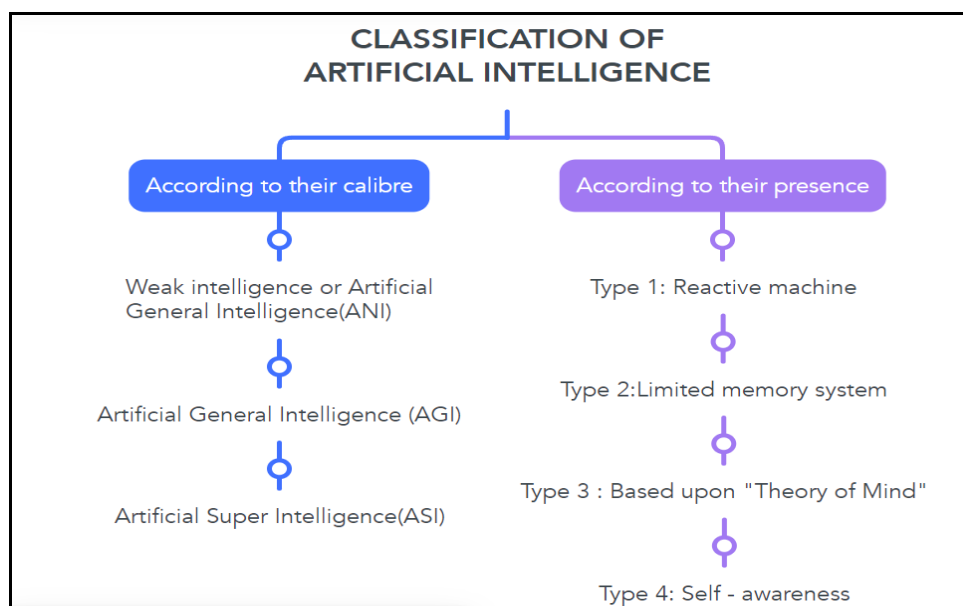 CLASSIFICATION OF
ARTIFICIAL INTELLIGENCE
According to their calibre
Weak intelligence or Artificial
General Intelligence(ANI)
Artificial General Intelligence (AGI)
Artificial Super Intelligence(ASI)
According to their presence
Type 1: Reactive machine
Type 2:Limited memory system
Type 3 : Based upon "Theory of Mind"
Type 4: Self - awareness